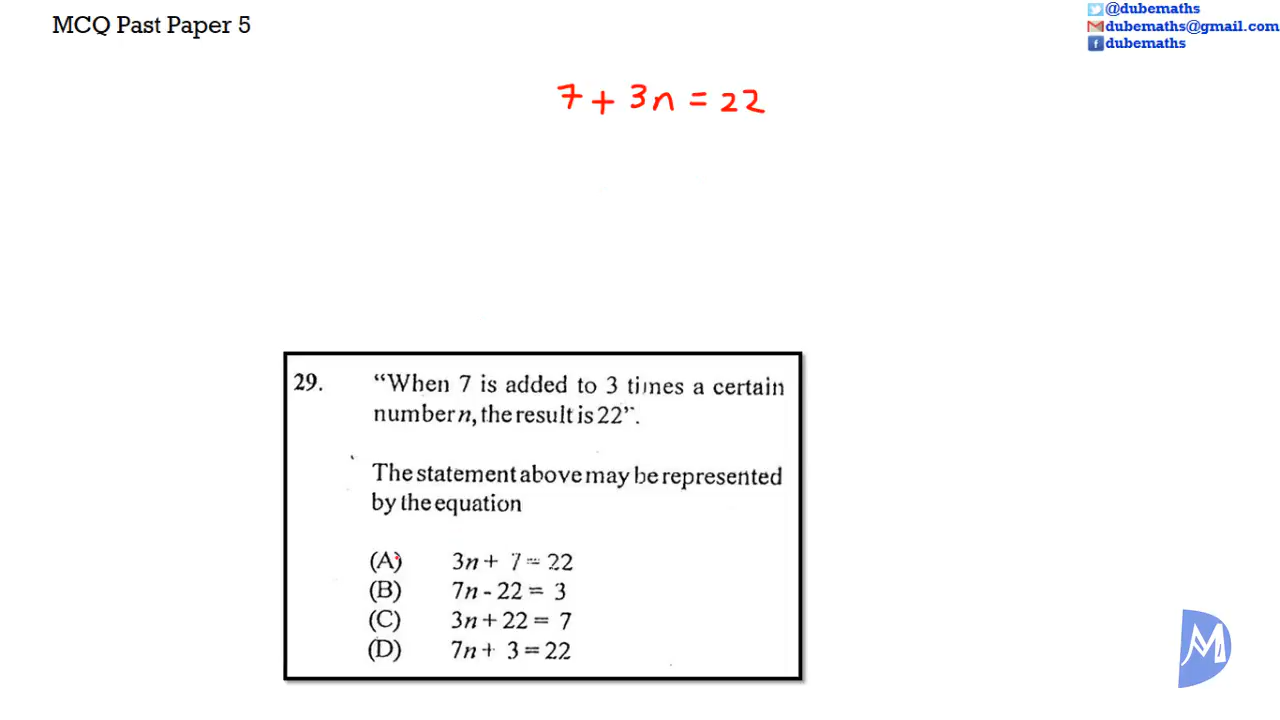 MCQ Past Paper 5
@dubemaths
dubemaths@gmail.com
dubemaths
7 + 3n = 22
29. “When 7 is added to 3 times a certain
number n, the result is 22”.
The statement above may be represented
by the equation
(A) 3n + 7 = 22
(B) 7n - 22 = 3
(C) 3n + 22 = 7
(D) 7n + 3 = 22